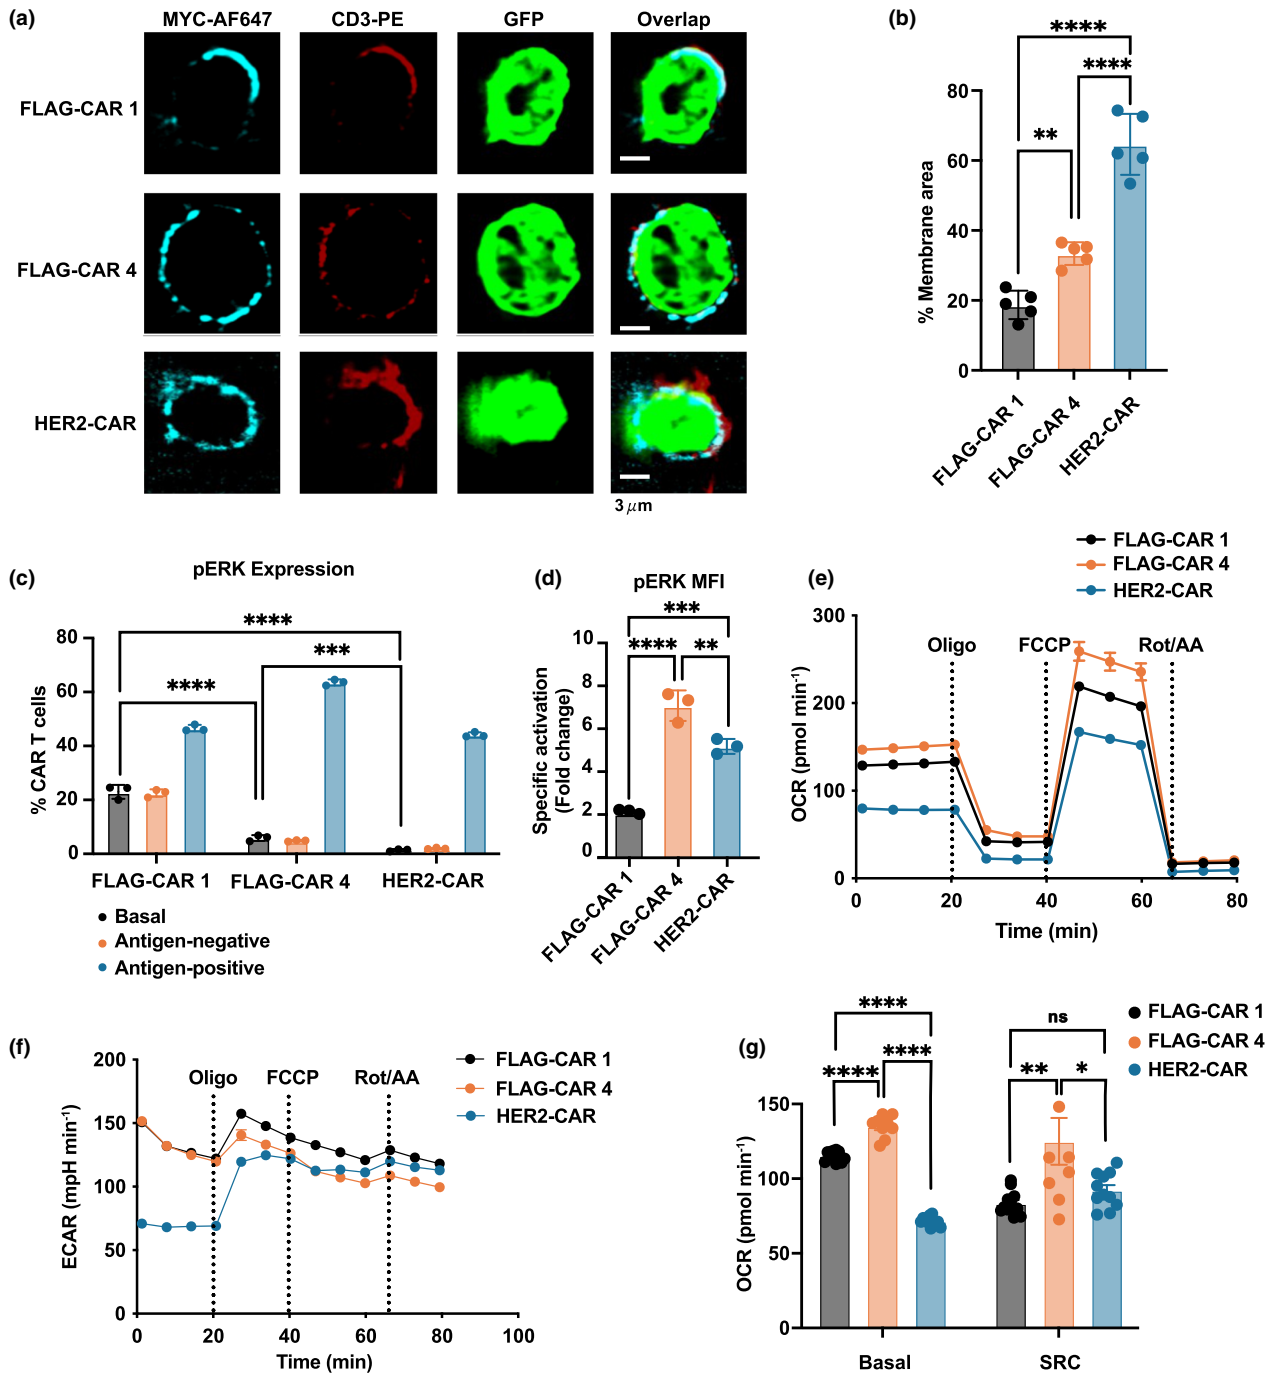 (a)
MYC-AF647 CD3-PE GFP Overlap
FLAG-CAR 1
FLAG-CAR 4
HER2-CAR
3 μm
(b)
****
****
**
% Membrane area
80
60
40
20
0
FLAG-CAR 1
FLAG-CAR 4
HER2-CAR
(c)
pERK Expression
****
***
****
% CAR T cells
80
60
40
20
0
FLAG-CAR 1 FLAG-CAR 4 HER2-CAR
Basal
Antigen-negative
Antigen-positive
(d)
pERK MFI
***
**** **
Specific activation
(Fold change)
10
8
6
4
2
0
FLAG-CAR 1
FLAG-CAR 4
HER2-CAR
(e)
FLAG-CAR 1
FLAG-CAR 4
HER2-CAR
Oligo FCCP Rot/AA
OCR (pmol min⁻¹)
300
200
100
0
0 20 40 60 80
Time (min)
(f)
FLAG-CAR 1
FLAG-CAR 4
HER2-CAR
Oligo FCCP Rot/AA
ECAR (mpH min⁻¹)
200
150
100
50
0
0 20 40 60 80 100
Time (min)
(g)
FLAG-CAR 1
FLAG-CAR 4
HER2-CAR
****
**** ****
ns
** *
OCR (pmol min⁻¹)
150
100
50
0
Basal SRC